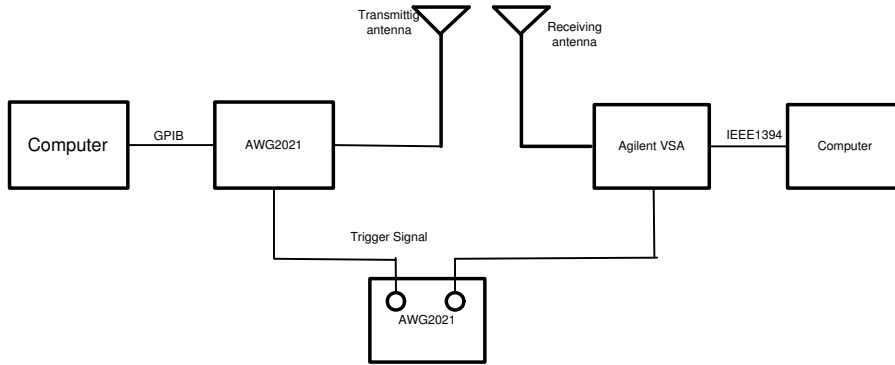 Transmittig
antenna
Receiving
antenna
Computer
GPIB
AWG2021
Agilent VSA
IEEE1394
Computer
Trigger Signal
AWG2021